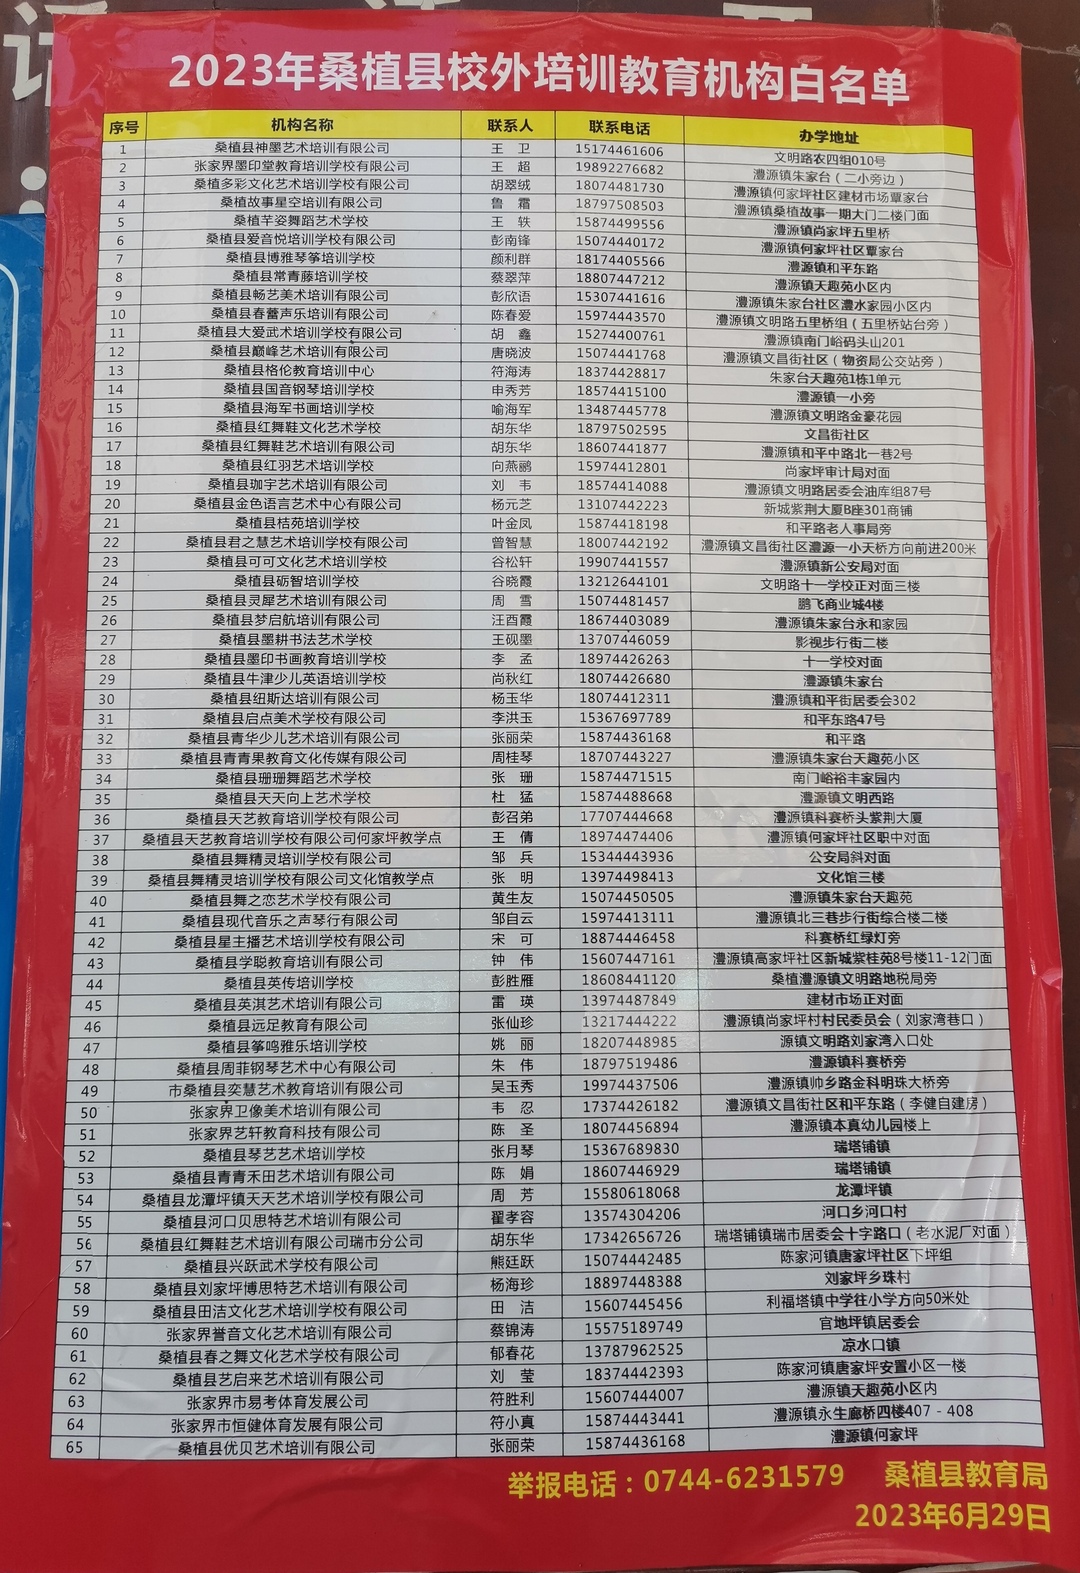 2023年桑植县校外培训教育机构白名单
序号 机构名称 联系人 联系电话 办学地址
1 桑植县神墨艺术培训有限公司 王 卫 15174461606 文明路农四组010号
2 张家界墨印堂教育培训学校有限公司 王 超 19892276682 澧源镇朱家台（二小旁边）
3 桑植多彩文化艺术培训学校有限公司 胡翠绒 18074481730 澧源镇何家坪社区建材市场覃家台
4 桑植故事星空培训有限公司 鲁 霜 18797508503 澧源镇桑植故事一期大门二楼门面
5 桑植芊姿舞蹈艺术学校 王 轶 15874499556 澧源镇尚家坪五里桥
6 桑植县爱音悦培训学校有限公司 彭南锋 15074440172 澧源镇何家坪社区覃家台
7 桑植县博雅琴筝培训学校 颜利群 18174405566 澧源镇和平东路
8 桑植县常青藤培训学校 蔡翠萍 18807447212 澧源镇天趣苑小区内
9 桑植县畅艺美术培训有限公司 彭欣语 15307441616 澧源镇朱家台社区澧水家园小区内
10 桑植县春蕾声乐培训有限公司 陈春爱 15974443570 澧源镇文明路五里桥组（五里桥站台旁）
11 桑植县大爱武术培训学校有限公司 胡 鑫 15274400761 澧源镇南门峪码头山201
12 桑植县巅峰艺术培训有限公司 唐晓波 15074441768 澧源镇文昌街社区（物资局公交站旁）
13 桑植县格伦教育培训中心 符海涛 18374428817 朱家台天趣苑1栋1单元
14 桑植县国音钢琴培训学校 申秀芳 18574415100 澧源镇一小旁
15 桑植县海军书画培训学校 喻海军 13487445778 澧源镇文明路金豪花园
16 桑植县红舞鞋文化艺术学校 胡东华 18797502595 文昌街社区
17 桑植县红舞鞋艺术培训有限公司 胡东华 18607441877 澧源镇和平中路北一巷2号
18 桑植县红羽艺术培训学校 向燕鹂 15974412801 尚家坪审计局对面
19 桑植县珈宇艺术培训有限公司 刘 韦 18574414088 澧源镇文明路居委会油库组87号
20 桑植县金色语言艺术中心有限公司 杨元芝 13107442223 新城紫荆大厦B座301商铺
21 桑植县桔苑培训学校 叶金凤 15874418198 和平路老人事局旁
22 桑植县君之慧艺术培训学校有限公司 曾智慧 18007442192 澧源镇文昌街社区澧源一小天桥方向前进200米
23 桑植县可可文化艺术培训学校 谷松轩 19907441557 澧源镇新公安局对面
24 桑植县砺智培训学校 谷晓霞 13212644101 文明路十一学校正对面三楼
25 桑植县灵犀艺术培训有限公司 周 雪 15074481457 鹏飞商业城4楼
26 桑植县梦启航培训有限公司 汪酉霞 18674403089 澧源镇朱家台永和家园
27 桑植县墨耕书法艺术学校 王砚墨 13707446059 影视步行街二楼
28 桑植县墨印书画教育培训学校 李 孟 18974426263 十一学校对面
29 桑植县牛津少儿英语培训学校 尚秋红 18074426680 澧源镇朱家台
30 桑植县纽斯达培训有限公司 杨玉华 18074412311 澧源镇和平街居委会302
31 桑植县启点美术学校有限公司 李洪玉 15367697789 和平东路47号
32 桑植县青华少儿艺术培训有限公司 张丽荣 15874436168 和平路
33 桑植县青青果教育文化传媒有限公司 周桂琴 18707443227 澧源镇朱家台天趣苑小区
34 桑植县珊珊舞蹈艺术学校 张 珊 15874471515 南门峪裕丰家园内
35 桑植县天天向上艺术学校 杜 猛 15874488668 澧源镇文明西路
36 桑植县天艺教育培训学校有限公司 彭召弟 17707444668 澧源镇科赛桥头紫荆大厦
37 桑植县天艺教育培训学校有限公司何家坪教学点 王 倩 18974474406 澧源镇何家坪社区职中对面
38 桑植县舞精灵培训学校有限公司 邹 兵 15344443936 公安局斜对面
39 桑植县舞精灵培训学校有限公司文化馆教学点 张 明 13974498413 文化馆三楼
40 桑植县舞之恋艺术培训学校有限公司 黄生友 15074450505 澧源镇朱家台天趣苑
41 桑植县现代音乐之声琴行有限公司 邹自云 15974413111 澧源镇北三巷步行街综合楼二楼
42 桑植县星主播艺术培训学校有限公司 宋 可 18874446458 科赛桥红绿灯旁
43 桑植县学聪教育培训有限公司 钟 伟 15607447161 澧源镇高家坪社区新城紫桂苑8号楼11-12门面
44 桑植县英传培训学校 彭胜雁 18608441120 桑植澧源镇文明路地税局旁
45 桑植县英淇艺术培训有限公司 雷 瑛 13974487849 建材市场正对面
46 桑植县远足教育有限公司 张仙珍 13217444222 澧源镇尚家坪村村民委员会（刘家湾巷口）
47 桑植县筝鸣雅乐培训学校 姚 丽 18207448985 源镇文明路刘家湾入口处
48 桑植县周菲钢琴艺术中心有限公司 朱 伟 18797519486 澧源镇科赛桥旁
49 市桑植县奕慧艺术教育培训有限公司 吴玉秀 19974437506 澧源镇帅乡路金科明珠大桥旁
50 张家界卫像美术培训有限公司 韦 忍 17374426182 澧源镇文昌街社区和平东路（李健自建房）
51 张家界艺轩教育科技有限公司 陈 圣 18074456894 澧源镇本真幼儿园楼上
52 桑植县琴艺艺术培训学校 张月琴 15367689830 瑞塔铺镇
53 桑植县青青禾田艺术培训有限公司 陈 娟 18607446929 瑞塔铺镇
54 桑植县龙潭坪镇天天艺术培训学校有限公司 周 芳 15580618068 龙潭坪镇
55 桑植县河口贝思特艺术培训有限公司 翟孝容 13574304206 河口乡河口村
56 桑植县红舞鞋艺术培训有限公司瑞市分公司 胡东华 17342656726 瑞塔铺镇瑞市居委会十字路口（老水泥厂对面）
57 桑植县兴跃武术学校有限公司 熊廷跃 15074442485 陈家河镇唐家坪社区下坪组
58 桑植县刘家坪博思特艺术培训有限公司 杨海珍 18897448388 刘家坪乡珠村
59 桑植县田洁文化艺术培训学校有限公司 田 洁 15607445456 利福塔镇中学往小学方向50米处
60 张家界誉音文化艺术培训有限公司 蔡锦涛 15575189749 官地坪镇居委会
61 桑植县春之舞文化艺术学校有限公司 郁春花 13787962525 凉水口镇
62 桑植县艺启来艺术培训有限公司 刘 莹 18374442393 陈家河镇唐家坪安置小区一楼
63 张家界市易考体育发展公司 符胜利 15607444007 澧源镇天趣苑小区内
64 张家界市恒健体育发展有限公司 符小真 15874443441 澧源镇永生廊桥四楼407-408
65 桑植县优贝艺术培训有限公司 张丽荣 15874436168 澧源镇何家坪
举报电话：0744-6231579 桑植县教育局
2023年6月29日